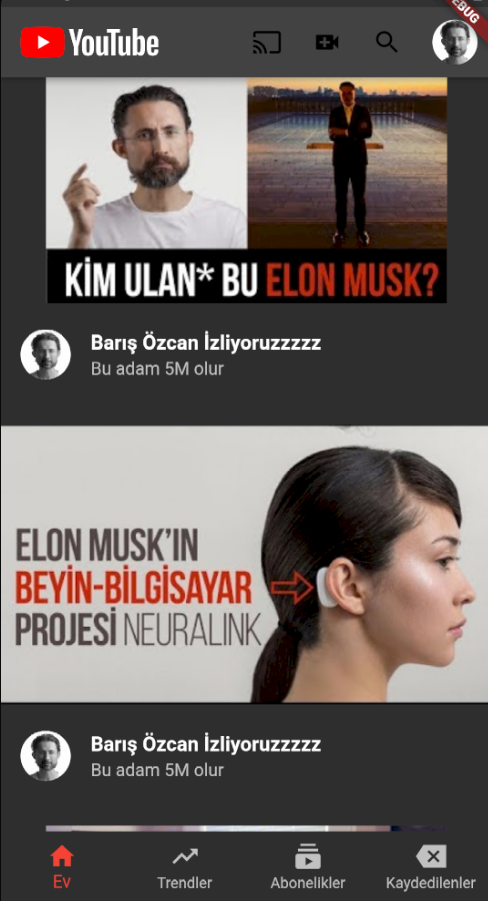 YouTube
KİM ULAN* BU ELON MUSK?
Barış Özcan İzliyoruzzzzz
Bu adam 5M olur
ELON MUSK'IN
BEYİN-BİLGİSAYAR
PROJESİ NEURALINK
Barış Özcan İzliyoruzzzzz
Bu adam 5M olur
Ev
Trendler
Abonelikler
Kaydedilenler